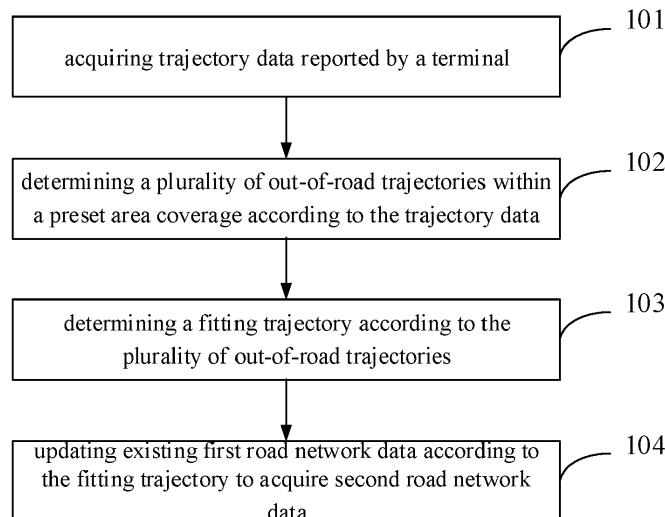 101
acquiring trajectory data reported by a terminal
102
determining a plurality of out-of-road trajectories within
a preset area coverage according to the trajectory data
103
determining a fitting trajectory according to the
plurality of out-of-road trajectories
104
updating existing first road network data according to
the fitting trajectory to acquire second road network
data